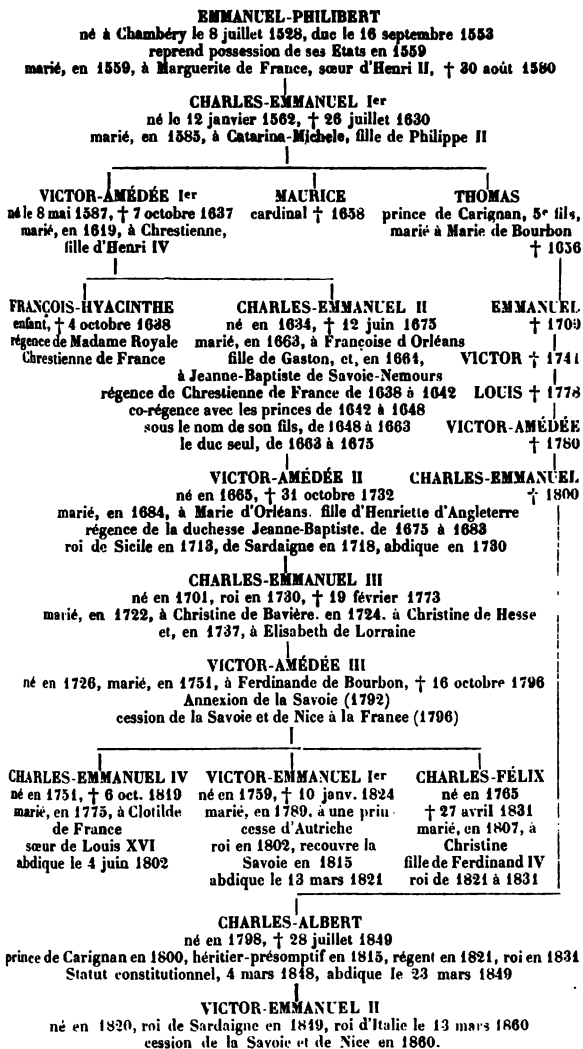 EMMANUEL-PHILIBERT
né à Chambéry le 8 juillet 1528, duc le 16 septembre 1553
reprend possession de ses Etats en 1559
marié, en 1559, à Marguerite de France, sœur d'Henri II, † 30 août 1580
CHARLES-EMMANUEL Ier
né le 12 janvier 1562, † 26 juillet 1630
marié, en 1585, à Catarina-Michele, fille de Philippe II
VICTOR-AMÉDÉE Ier
né le 8 mai 1587, † 7 octobre 1637
marié, en 1619, à Chrestienne,
fille d'Henri IV
MAURICE
cardinal † 1658
THOMAS
prince de Carignan, 5e fils,
marié à Marie de Bourbon
† 1656
FRANÇOIS-HYACINTHE
enfant, † 4 octobre 1638
régence de Madame Royale
Chrestienne de France
CHARLES-EMMANUEL II
né en 1634, † 12 juin 1675
marié, en 1663, à Françoise d Orléans
fille de Gaston, et, en 1664,
à Jeanne-Baptiste de Savoie-Nemours
régence de Chrestienne de France de 1638 à 1642
co-régence avec les princes de 1642 à 1648
sous le nom de son fils, de 1648 à 1663
le duc seul, de 1663 à 1675
EMMANUEL
† 1709
VICTOR † 1741
LOUIS † 1778
VICTOR-AMÉDÉE
† 1780
CHARLES-EMMANUEL
† 1800
VICTOR-AMÉDÉE II
né en 1665, † 31 octobre 1732
marié, en 1684, à Marie d'Orléans. fille d'Henriette d'Angleterre
régence de la duchesse Jeanne-Baptiste. de 1675 à 1683
roi de Sicile en 1713, de Sardaigne en 1718, abdique en 1730
CHARLES-EMMANUEL III
né en 1701, roi en 1730, † 19 février 1773
marié, en 1722, à Christine de Bavière. en 1724. à Christine de Hesse
et, en 1737, à Elisabeth de Lorraine
VICTOR-AMÉDÉE III
né en 1726, marié, en 1751, à Ferdinande de Bourbon, † 16 octobre 1796
Annexion de la Savoie (1792)
cession de la Savoie et de Nice à la France (1796)
CHARLES-EMMANUEL IV
né en 1751, † 6 oct. 1819
marié, en 1775, à Clotilde
de France
sœur de Louis XVI
abdique le 4 juin 1802
VICTOR-EMMANUEL Ier
né en 1759, † 10 janv. 1824
marié, en 1789, à une prin-
cesse d'Autriche
roi en 1802, recouvre la
Savoie en 1815
abdique le 13 mars 1821
CHARLES-FÉLIX
né en 1765
† 27 avril 1831
marié, en 1807, à
Christine
fille de Ferdinand IV
roi de 1821 à 1831
CHARLES-ALBERT
né en 1798, † 28 juillet 1849
prince de Carignan en 1800, héritier-présomptif en 1815, régent en 1821, roi en 1831
Statut constitutionnel, 4 mars 1848, abdique le 23 mars 1849
VICTOR-EMMANUEL II
né en 1820, roi de Sardaigne en 1849, roi d'Italie le 13 mars 1860
cession de la Savoie et de Nice en 1860.